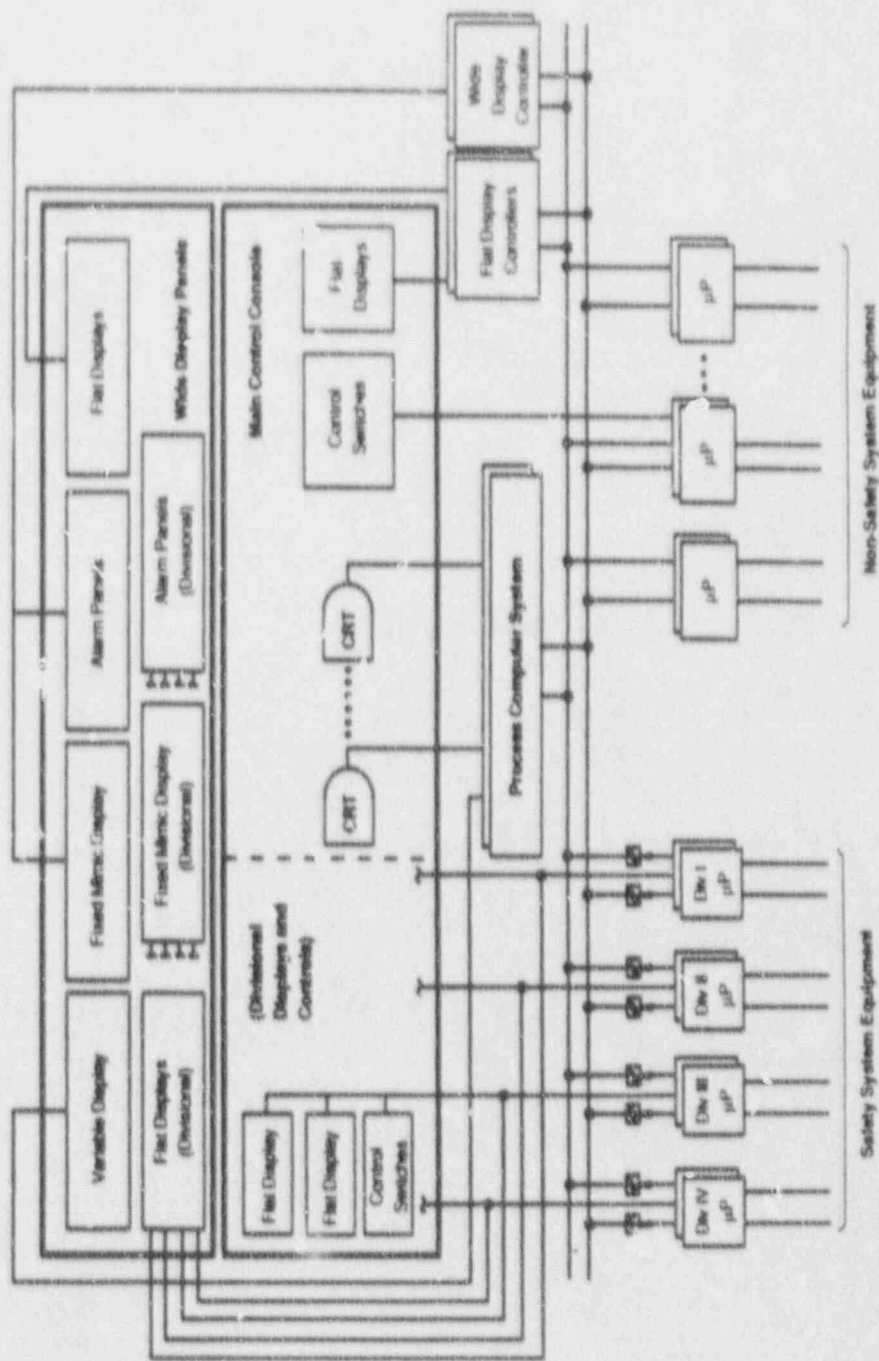 Variable Display
Fixed Mimic Display
Alarm Panels
Flat Displays
Flat Displays
(Divisional)
Fixed Mimic Display
(Divisional)
Alarm Panels
(Divisional)
Wide Display Panels
Main Control Console
(Divisional
Displays and
Controls)
Flat Display
Flat Display
Control
Switches
CRT
CRT
Control
Switches
Flat
Displays
Process Computer System
Flat Display
Controllers
Wide
Display
Controller
Div IV
μP
Div III
μP
Div II
μP
Div I
μP
μP
μP
μP
Safety System Equipment
Non-Safety System Equipment